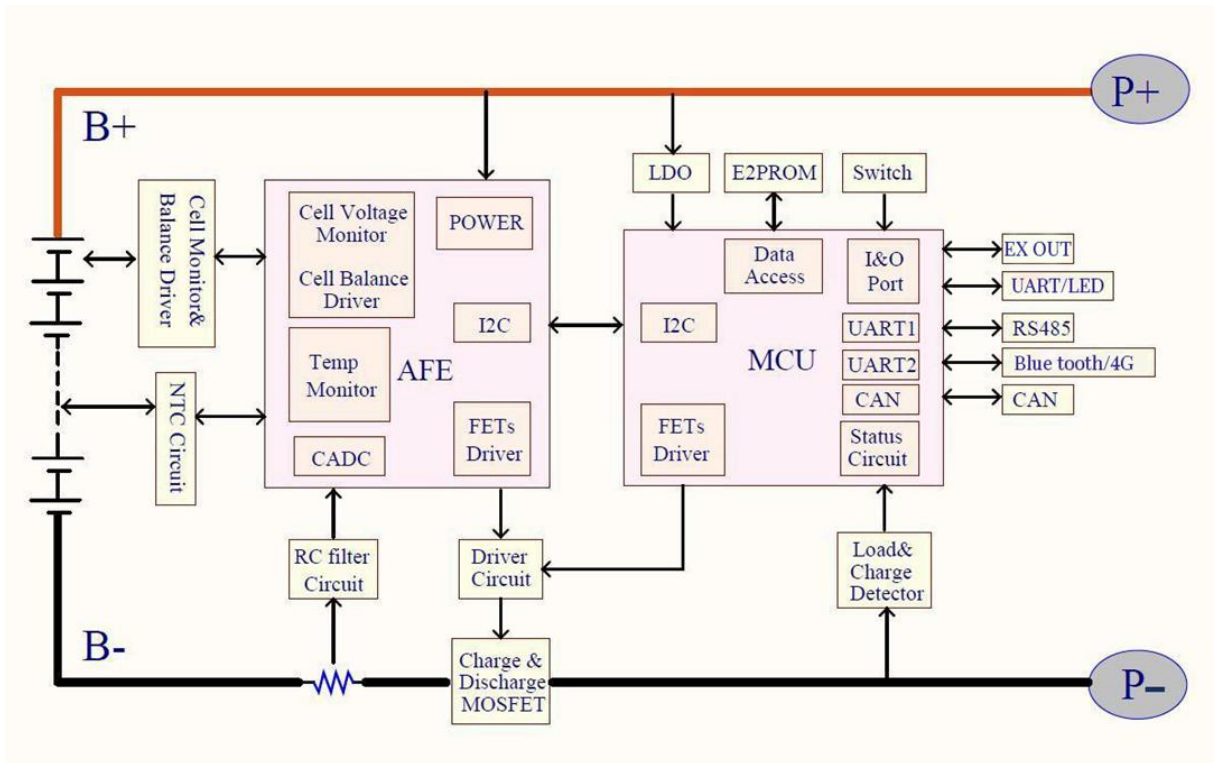 P+
B+
LDO
E2PROM
Switch
Cell Monitor&
Balance Driver
Cell Voltage
Monitor
Cell Balance
Driver
POWER
Data
Access
I&O
Port
EX OUT
UART/LED
I2C
I2C
UART1
RS485
Temp
Monitor
AFE
MCU
UART2
Blue tooth/4G
NTC Circuit
CAN
CAN
FETs
Driver
FETs
Driver
Status
Circuit
CADC
RC filter
Circuit
Driver
Circuit
Load&
Charge
Detector
B-
Charge &
Discharge
MOSFET
P-